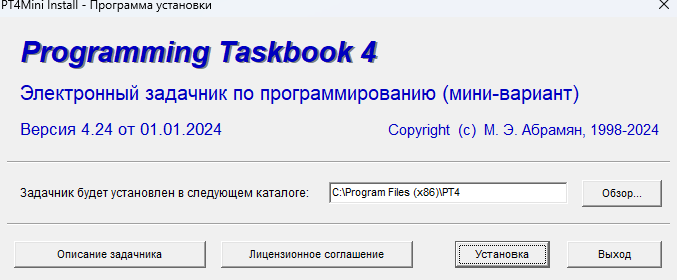 PT4Mini Install - Программа установки
Programming Taskbook 4
Электронный задачник по программированию (мини-вариант)
Версия 4.24 от 01.01.2024
Copyright (c) М. Э. Абрамян, 1998-2024
Задачник будет установлен в следующем каталоге:
C:\Program Files (x86)\PT4
Обзор...
Описание задачника
Лицензионное соглашение
Установка
Выход